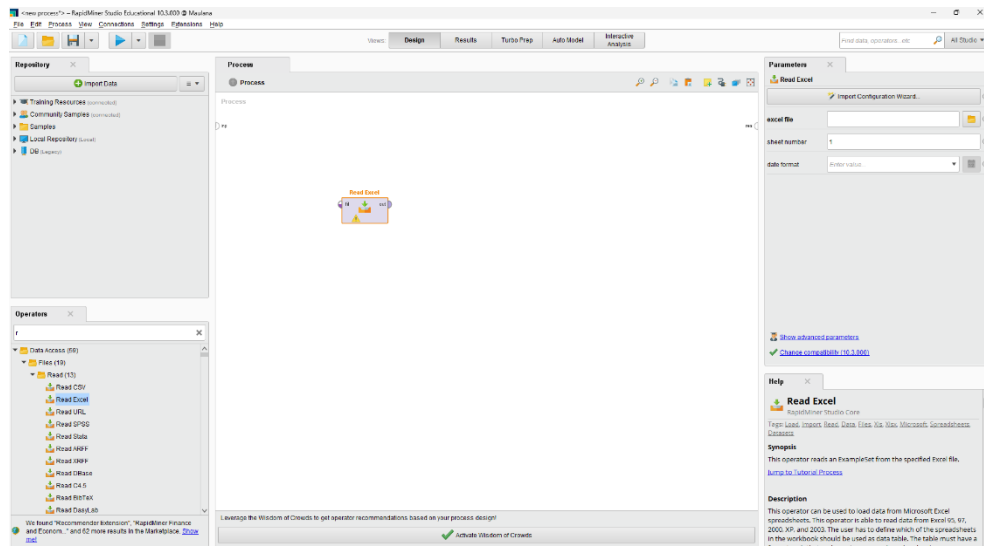 <new process*> – RapidMiner Studio Educational 10.3.000 @ Maulana
File Edit Process View Connections Settings Extensions Help
Views: Design Results Turbo Prep Auto Model Interactive Analysis
Find data, operators...etc All Studio
Repository
Import Data
Training Resources (connected)
Community Samples (connected)
Samples
Local Repository (Local)
DB (Legacy)
Operators
r
Data Access (58)
Files (19)
Read (13)
Read CSV
Read Excel
Read URL
Read SPSS
Read Stata
Read ARFF
Read XRFF
Read DBase
Read C4.5
Read BibTeX
Read DasyLab
We found "Recommender Extension", "RapidMiner Finance
and Econom..." and 62 more results in the Marketplace. Show
me!
Process
Process
Process
Read Excel
fil out
Leverage the Wisdom of Crowds to get operator recommendations based on your process design!
Activate Wisdom of Crowds
Parameters
Read Excel
Import Configuration Wizard...
excel file
sheet number 1
date format Enter value...
Show advanced parameters
Change compatibility (10.3.000)
Help
Read Excel
RapidMiner Studio Core
Tags: Load, Import, Read, Data, Files, Xls, Xlsx, Microsoft, Spreadsheets,
Datasets
Synopsis
This operator reads an ExampleSet from the specified Excel file.
Jump to Tutorial Process
Description
This operator can be used to load data from Microsoft Excel
spreadsheets. This operator is able to read data from Excel 95, 97,
2000, XP, and 2003. The user has to define which of the spreadsheets
in the workbook should be used as data table. The table must have a